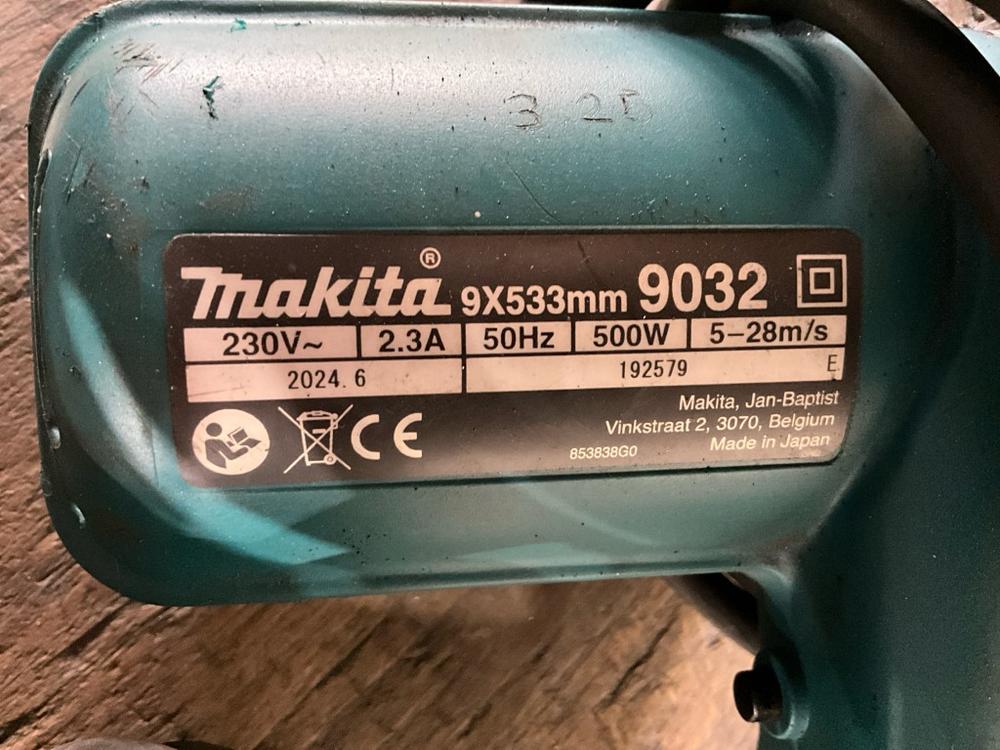 3 25
makita® 9X533mm 9032
230V~ 2.3A 50Hz 500W 5–28m/s
2024. 6 192579 E
Makita, Jan-Baptist
Vinkstraat 2, 3070, Belgium
853838G0 Made in Japan
CE